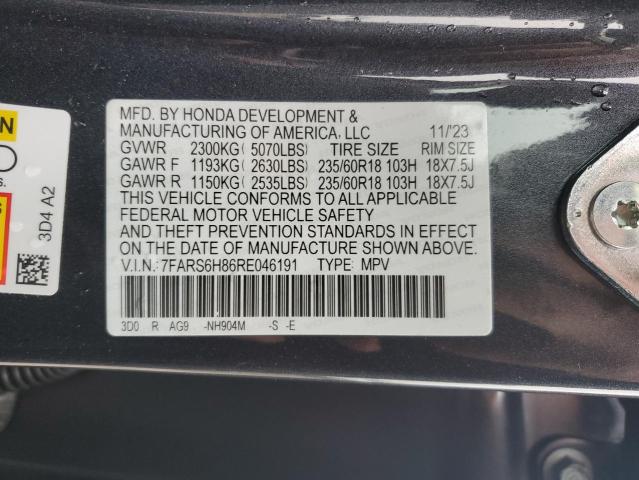 MFD. BY HONDA DEVELOPMENT &
MANUFACTURING OF AMERICA, LLC 11/'23
GVWR 2300KG( 5070LBS) TIRE SIZE RIM SIZE
GAWR F 1193KG( 2630LBS) 235/60R18 103H 18X7.5J
GAWR R 1150KG( 2535LBS) 235/60R18 103H 18X7.5J
THIS VEHICLE CONFORMS TO ALL APPLICABLE
FEDERAL MOTOR VEHICLE SAFETY
AND THEFT PREVENTION STANDARDS IN EFFECT
ON THE DATE OF MANUFACTURE SHOWN ABOVE.
V.I.N.:7FARS6H86RE046191 TYPE: MPV
3D0 R AG9 -NH904M -S -E
3D4 A2